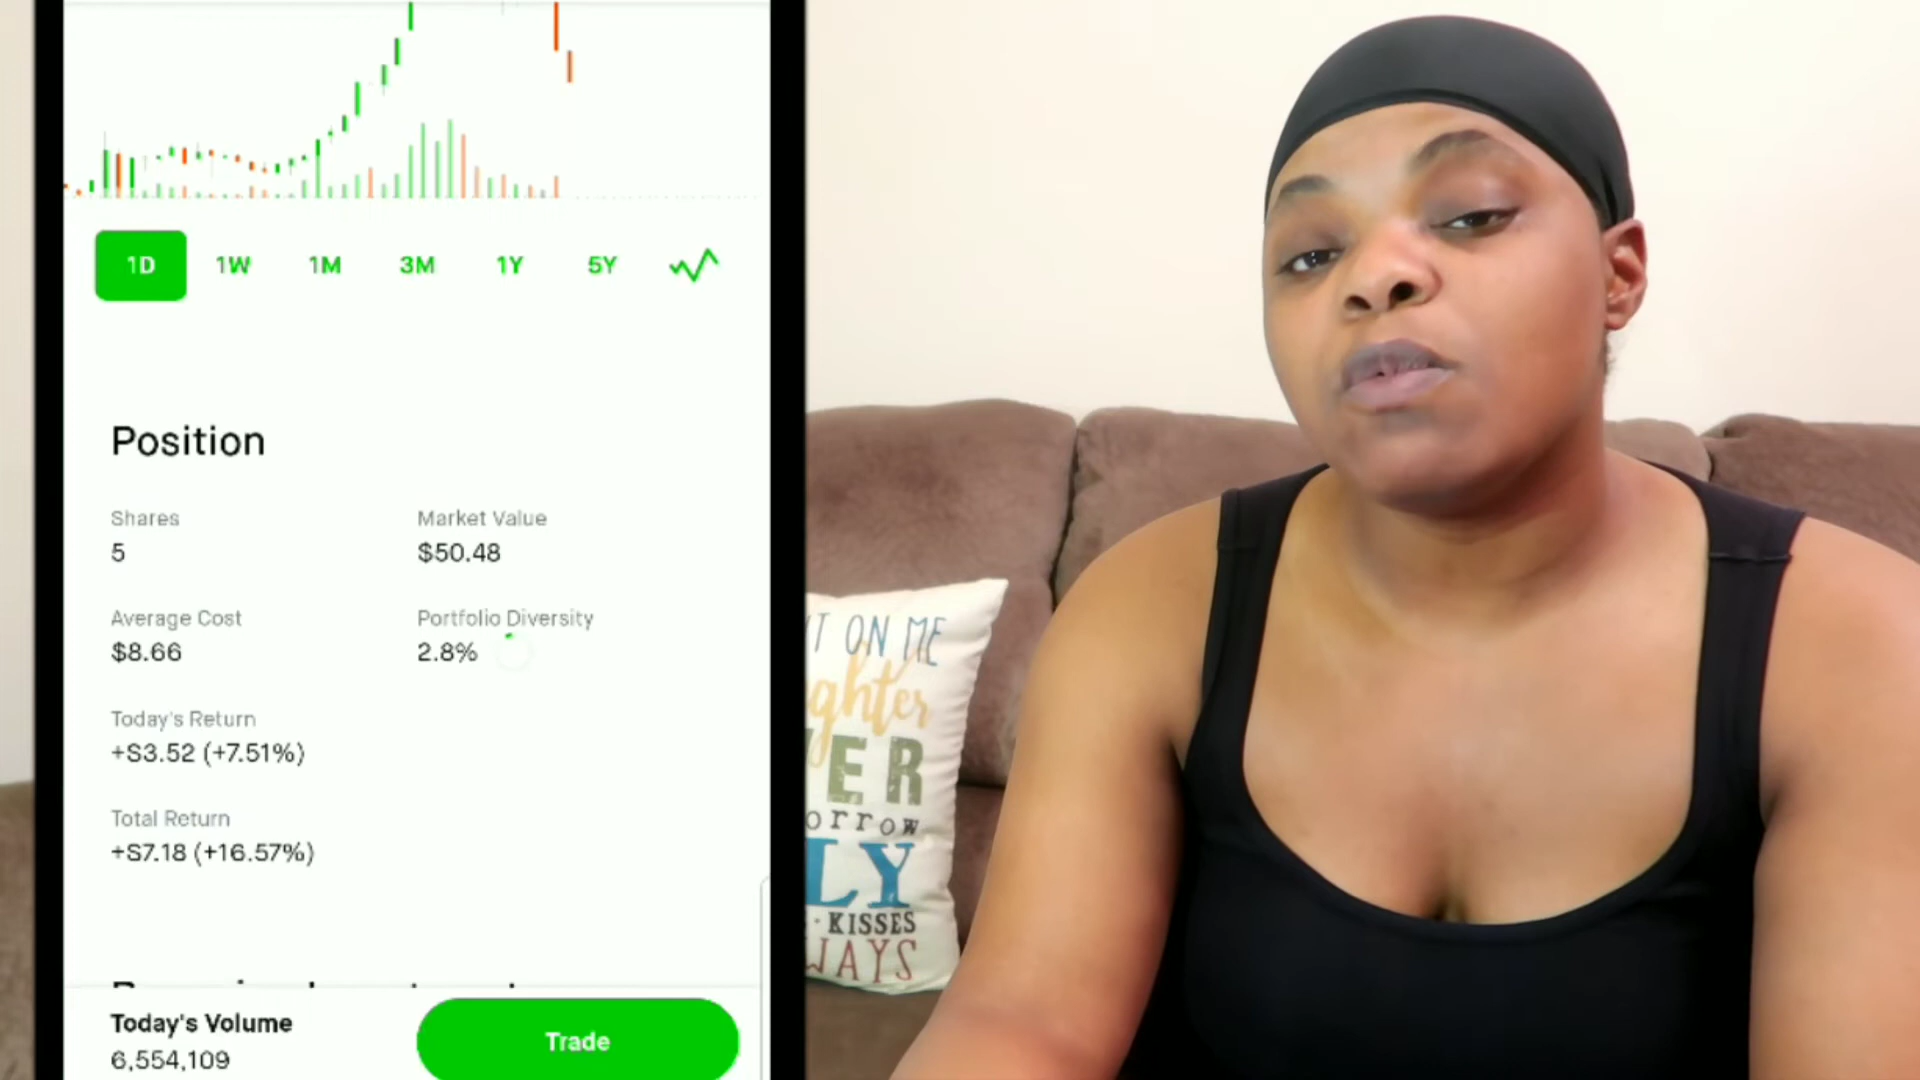 1D 1W 1M 3M 1Y 5Y
Position
Shares Market Value
5 $50.48
Average Cost Portfolio Diversity
$8.66 2.8%
Today's Return
+$3.52 (+7.51%)
Total Return
+$7.18 (+16.57%)
Today's Volume
6,554,109
Trade
ON ME
ghter
ER
orrow
LY
KISSES
WAYS